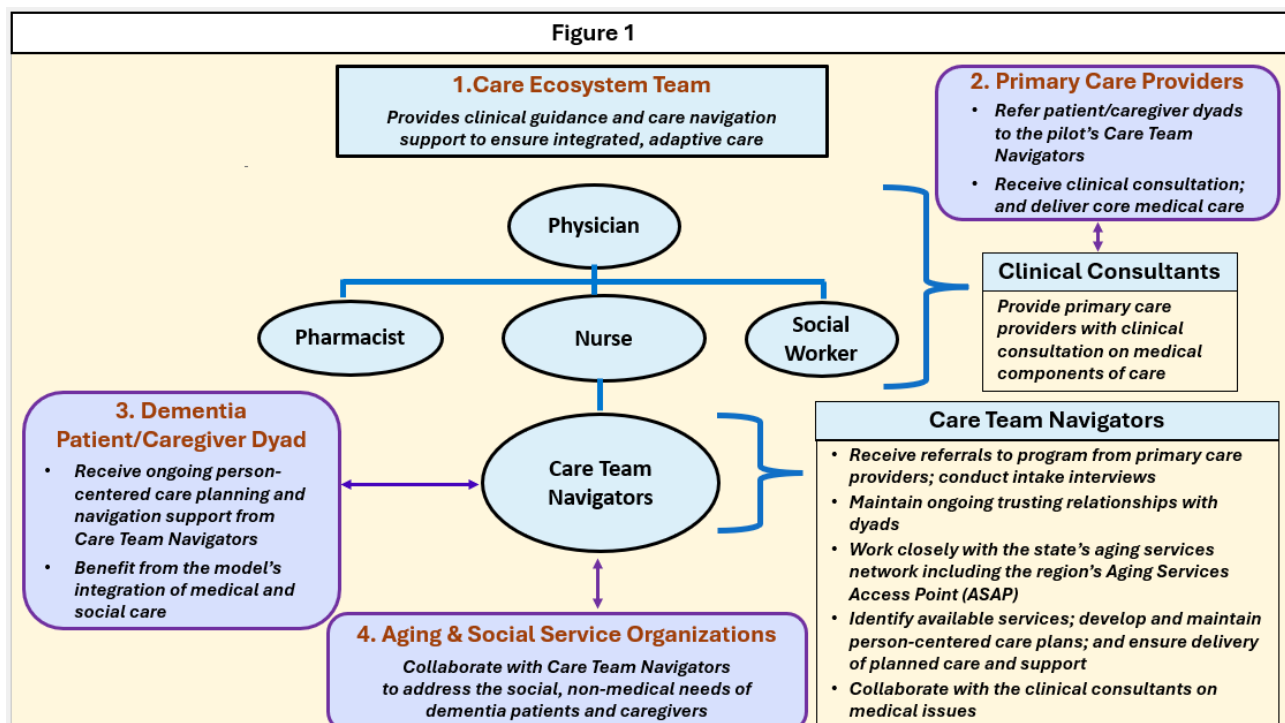 Figure 1
1.Care Ecosystem Team
Provides clinical guidance and care navigation
support to ensure integrated, adaptive care
2. Primary Care Providers
• Refer patient/caregiver dyads
to the pilot's Care Team
Navigators
• Receive clinical consultation;
and deliver core medical care
Physician
Pharmacist
Nurse
Social
Worker
Clinical Consultants
Provide primary care
providers with clinical
consultation on medical
components of care
3. Dementia
Patient/Caregiver Dyad
• Receive ongoing person-
centered care planning and
navigation support from
Care Team Navigators
• Benefit from the model's
integration of medical and
social care
Care Team
Navigators
Care Team Navigators
• Receive referrals to program from primary care
providers; conduct intake interviews
• Maintain ongoing trusting relationships with
dyads
• Work closely with the state's aging services
network including the region's Aging Services
Access Point (ASAP)
• Identify available services; develop and maintain
person-centered care plans; and ensure delivery
of planned care and support
• Collaborate with the clinical consultants on
medical issues
4. Aging & Social Service Organizations
Collaborate with Care Team Navigators
to address the social, non-medical needs of
dementia patients and caregivers